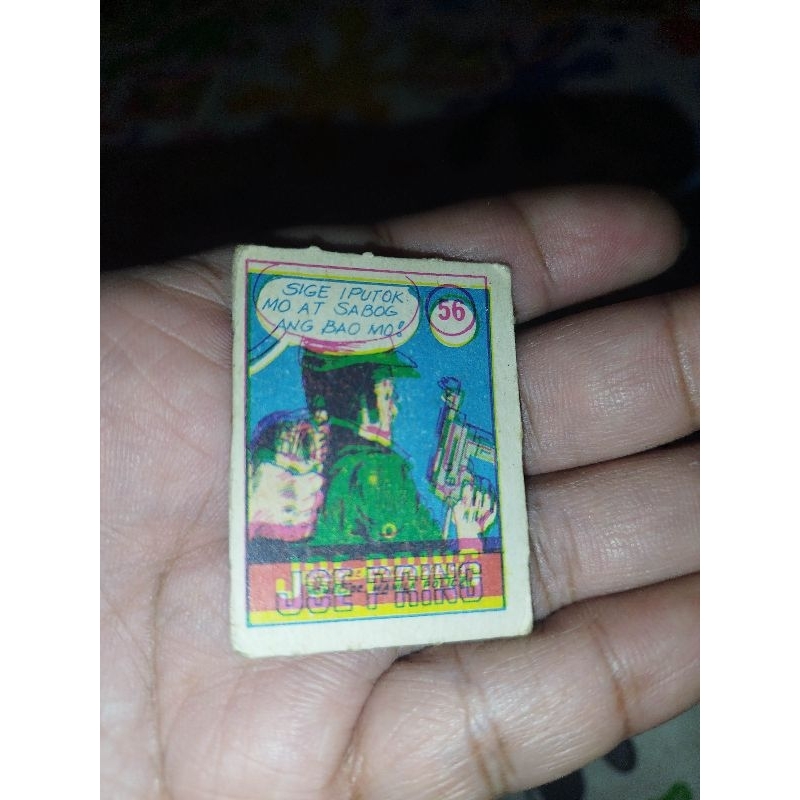 SIGE IPUTOK
MO AT SABOG
ANG BAO MO!
56
JOE PRING